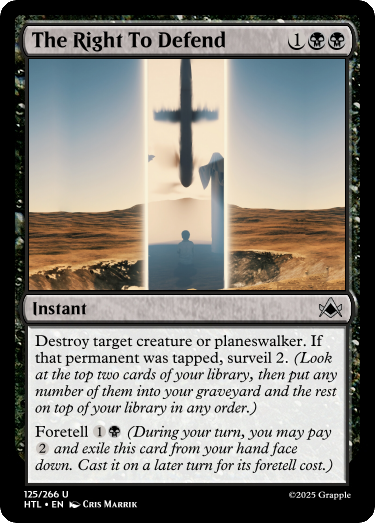 The Right To Defend 1
Instant
Destroy target creature or planeswalker. If
that permanent was tapped, surveil 2. (Look
at the top two cards of your library, then put any
number of them into your graveyard and the rest
on top of your library in any order.)
Foretell 1 (During your turn, you may pay
2 and exile this card from your hand face
down. Cast it on a later turn for its foretell cost.)
125/266 U
HTL • EN Cris Marrik
©2025 Grapple